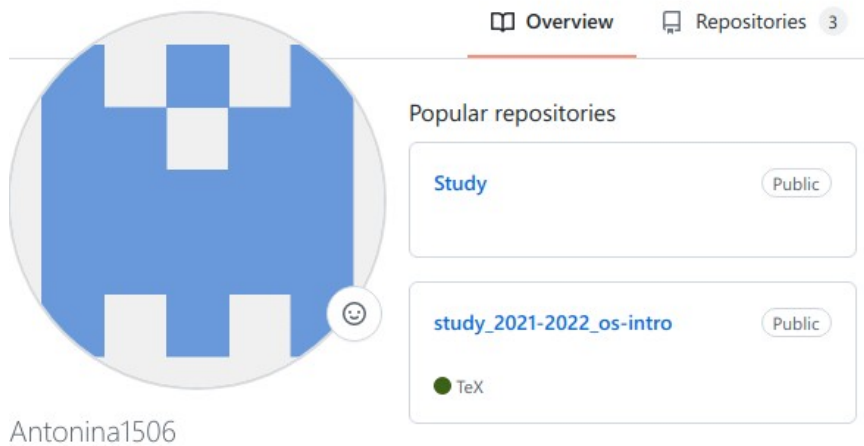 Overview
Repositories 3
Popular repositories
Study
Public
study_2021-2022_os-intro
Public
TeX
Antonina1506